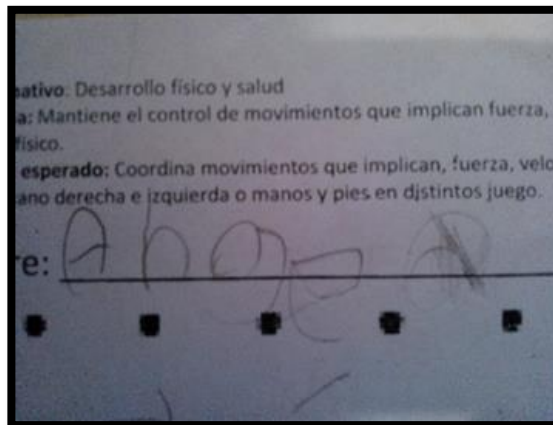 ativo: Desarrollo físico y salud
a: Mantiene el control de movimientos que implican fuerza,
físico.
esperado: Coordina movimientos que implican, fuerza, velo
ano derecha e izquierda o manos y pies en distintos juego.
e: